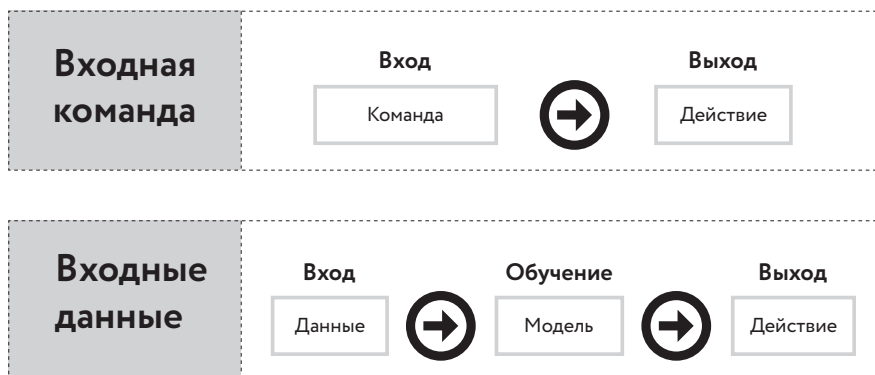 Входная
команда
Вход
Выход
Команда
Действие
Входные
данные
Вход
Обучение
Выход
Данные
Модель
Действие